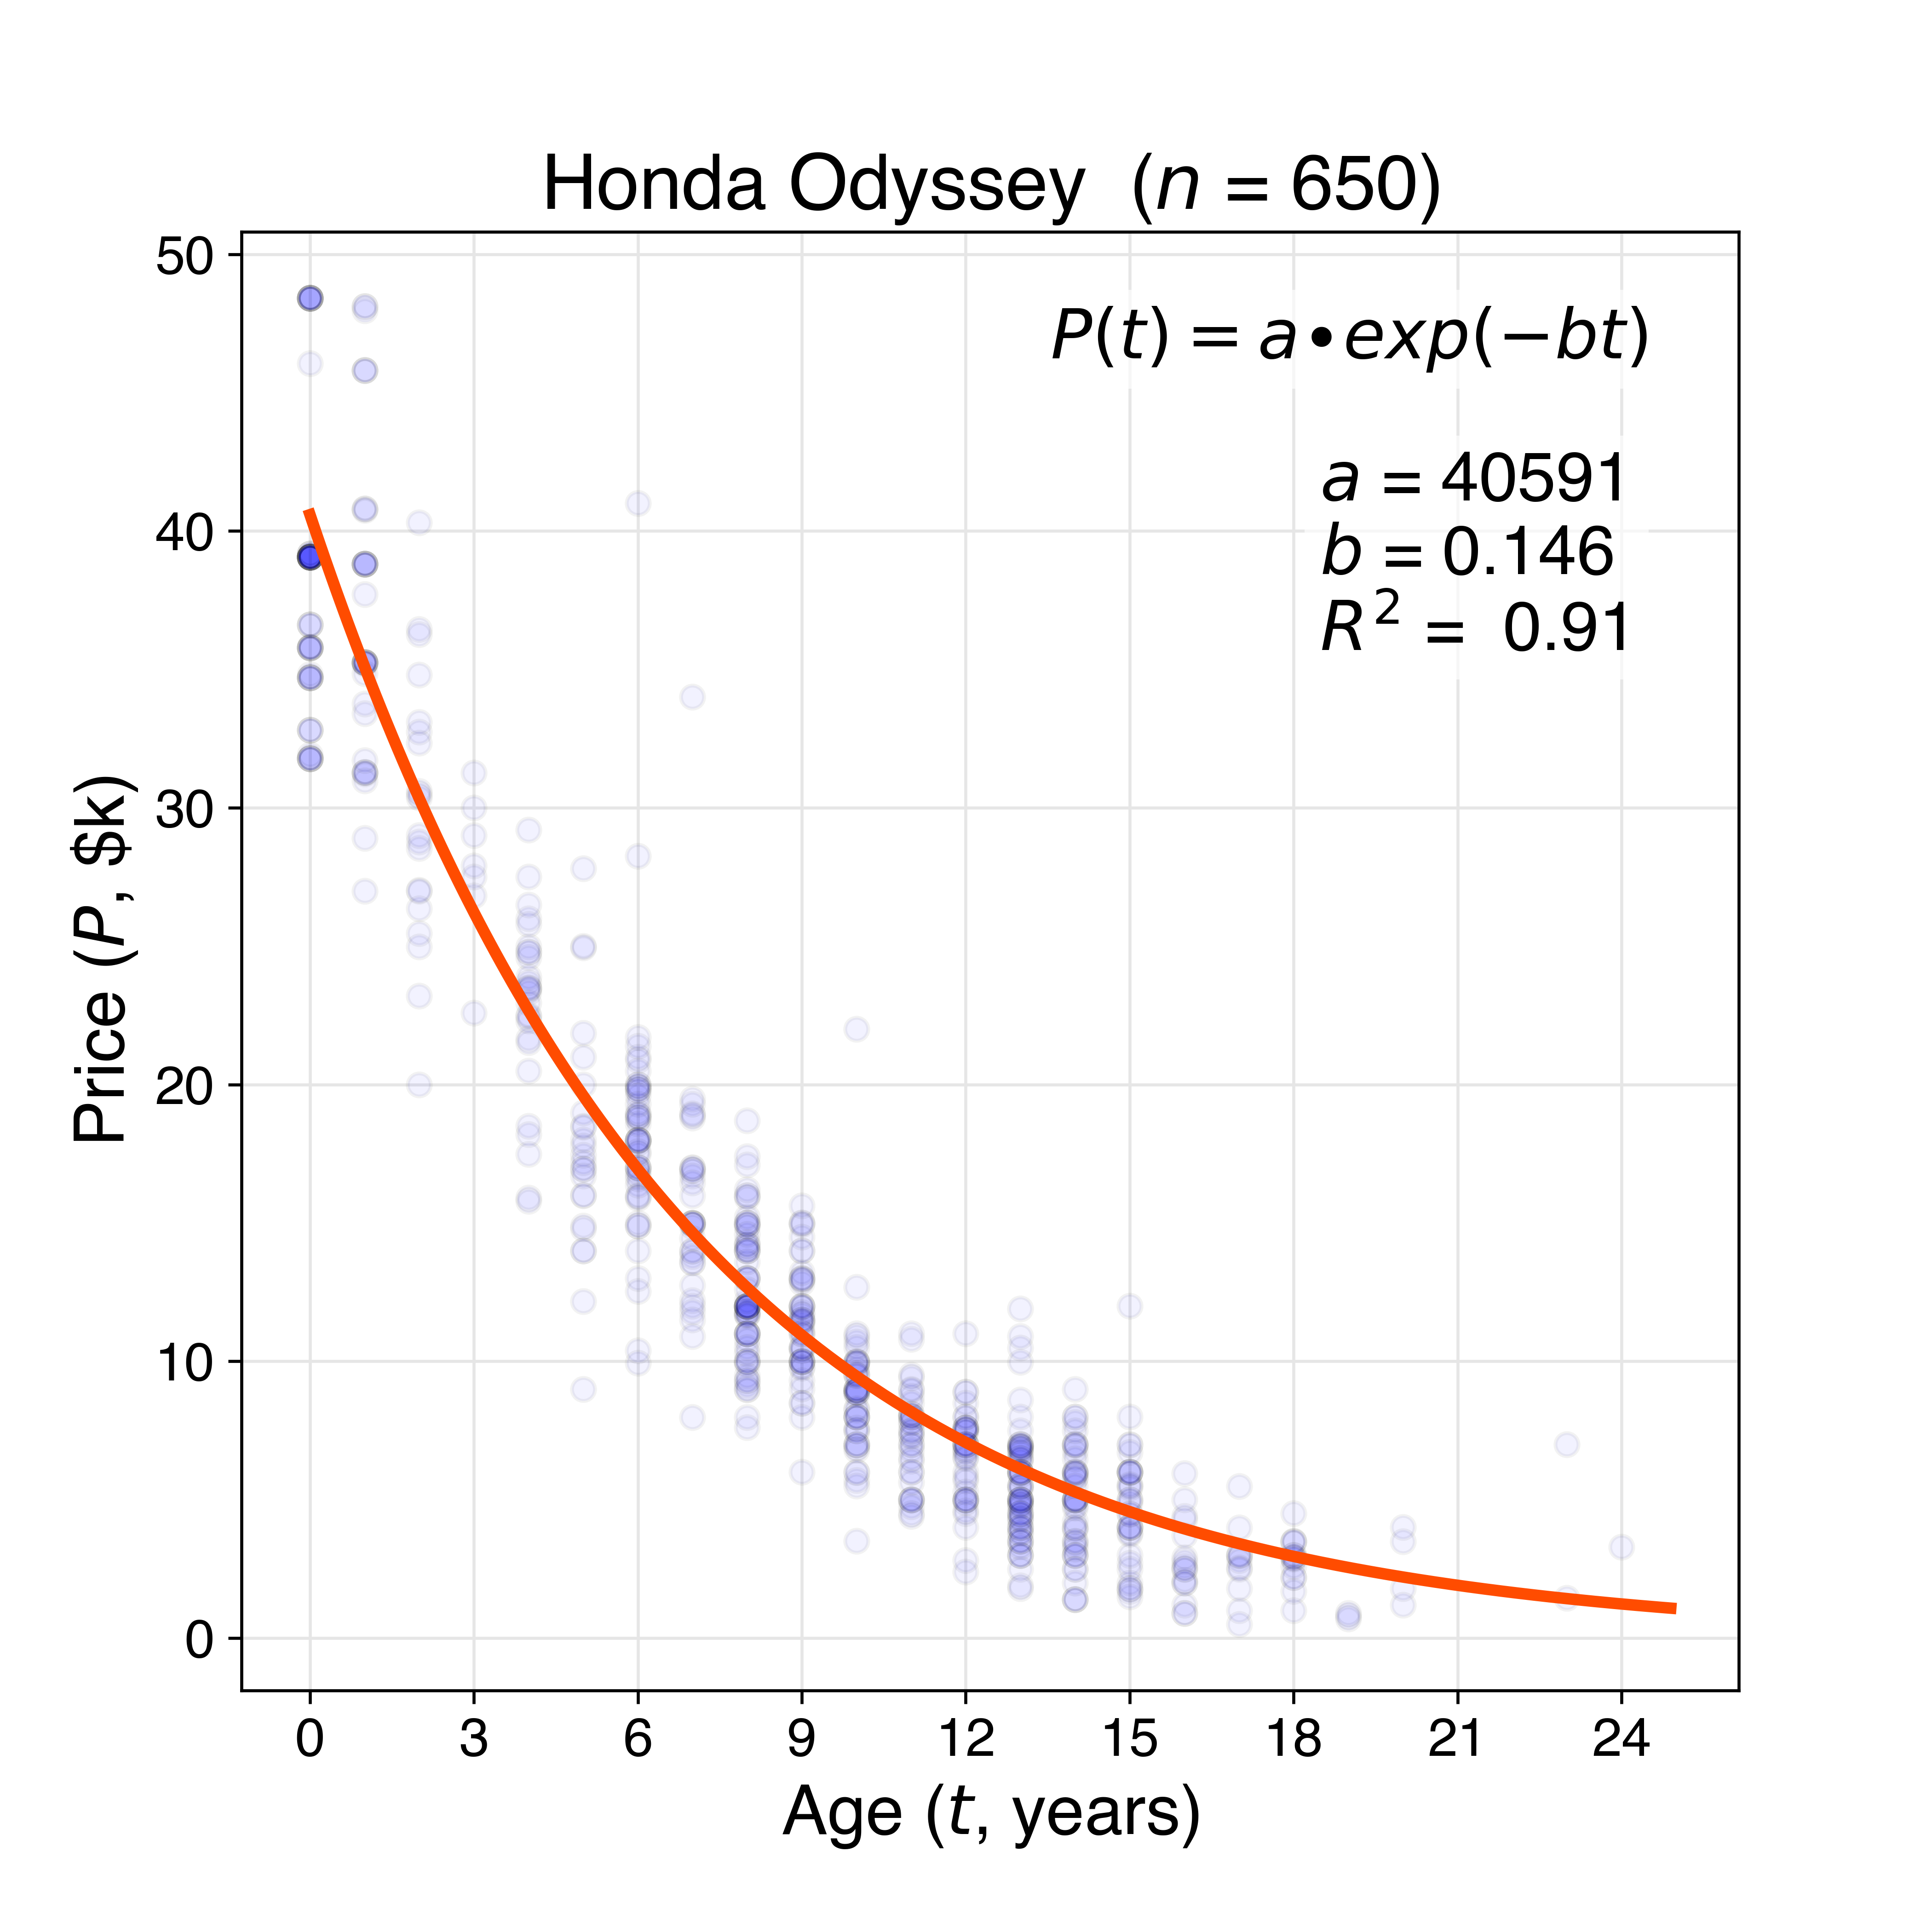 Honda Odyssey (n = 650)
P(t) = a•exp(−bt)
a = 40591
b = 0.146
R² = 0.91
Price (P, $k)
50
40
30
20
10
0
0 3 6 9 12 15 18 21 24
Age (t, years)